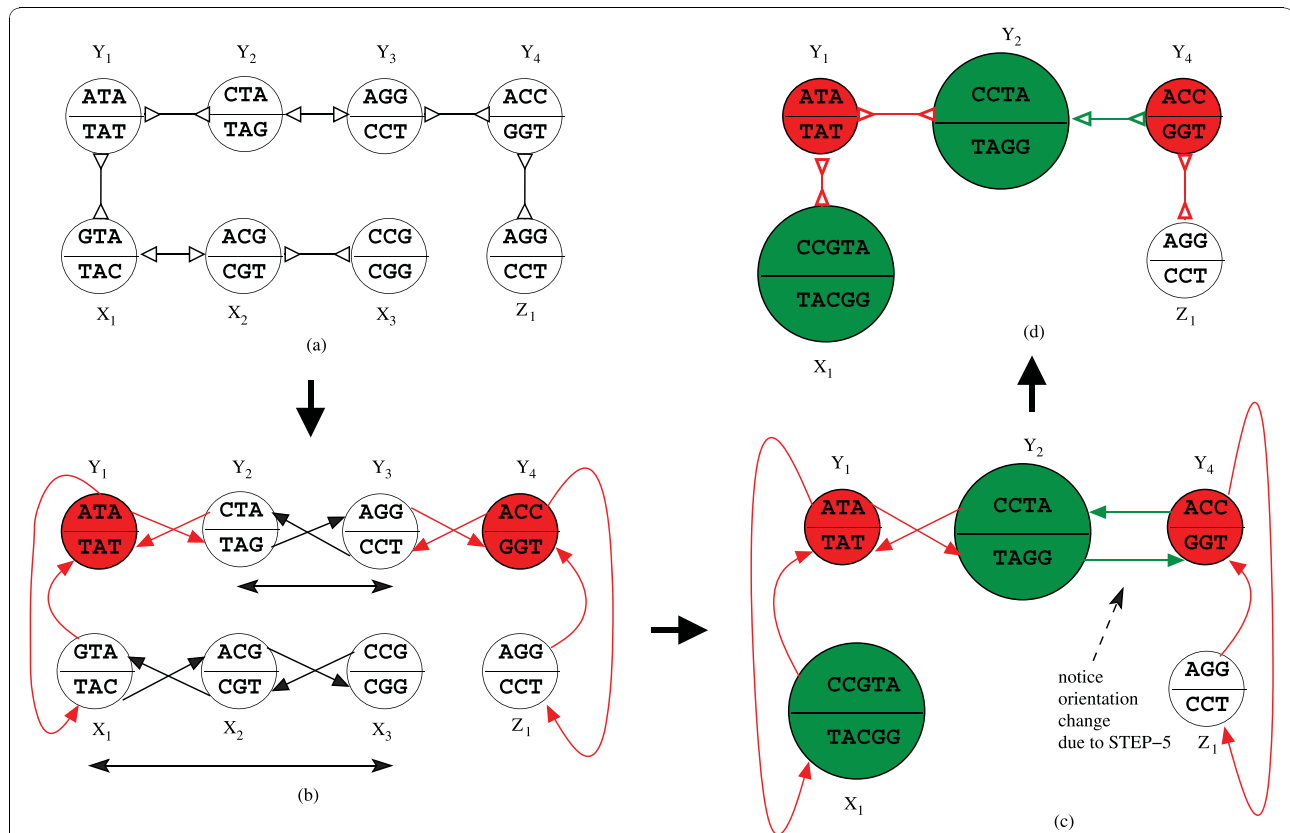 Y1 Y2 Y3 Y4
ATA CTA AGG ACC
TAT TAG CCT GGT
GTA ACG CCG AGG
TAC CGT CGG CCT
X1 X2 X3 Z1
(a)
Y1 Y2 Y4
ATA CCTA ACC
TAT TAGG GGT
CCGTA AGG
TACGG CCT
X1 Z1
(d)
Y1 Y2 Y3 Y4
ATA CTA AGG ACC
TAT TAG CCT GGT
GTA ACG CCG AGG
TAC CGT CGG CCT
X1 X2 X3 Z1
(b)
Y1 Y2 Y4
ATA CCTA ACC
TAT TAGG GGT
CCGTA AGG
TACGG CCT
notice
orientation
change
due to STEP−5
X1 Z1
(c)